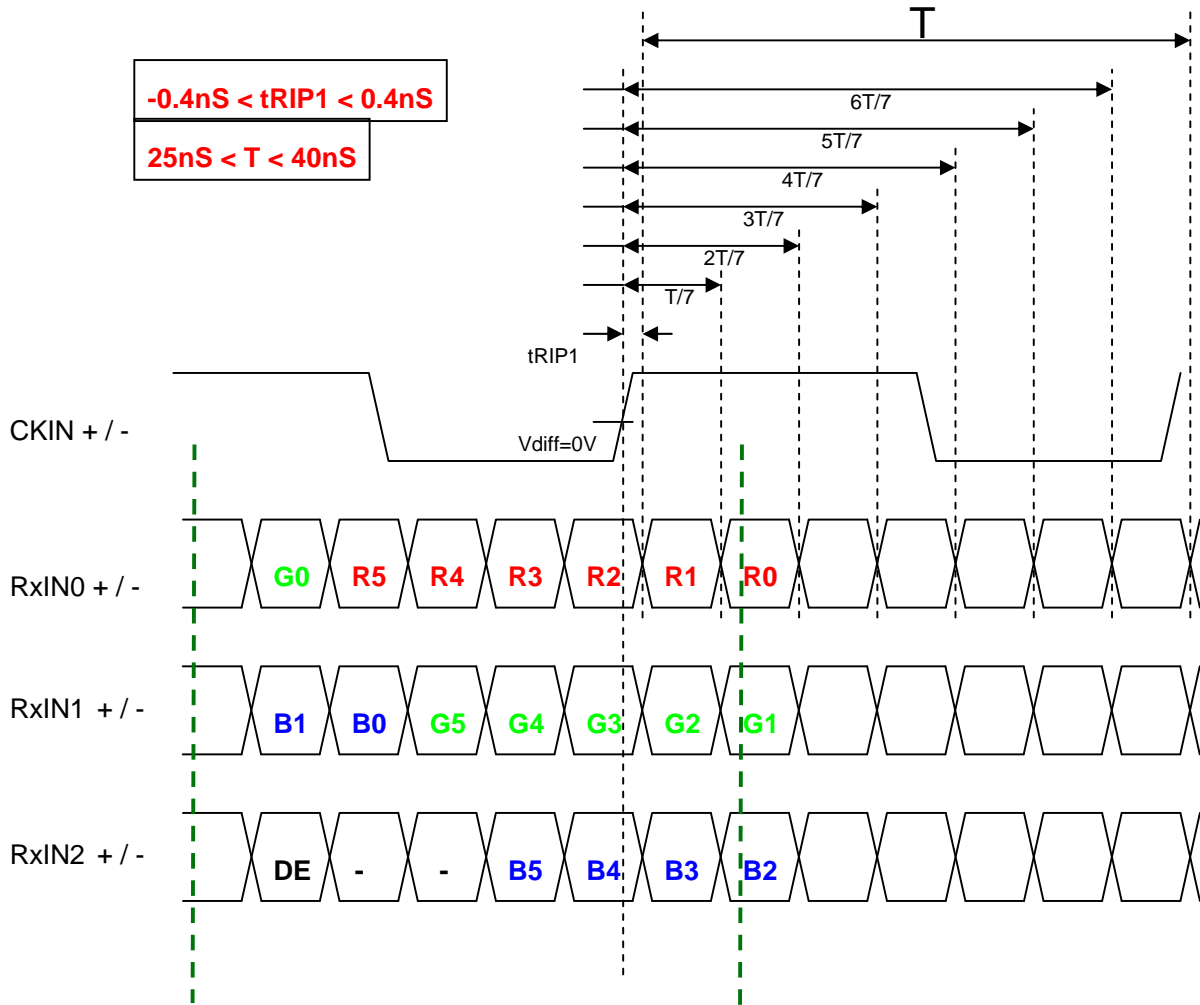 T
-0.4nS < tRIP1 < 0.4nS
25nS < T < 40nS
6T/7
5T/7
4T/7
3T/7
2T/7
T/7
tRIP1
CKIN + / -
Vdiff=0V
RxIN0 + / - G0 R5 R4 R3 R2 R1 R0
RxIN1 + / - B1 B0 G5 G4 G3 G2 G1
RxIN2 + / - DE - - B5 B4 B3 B2